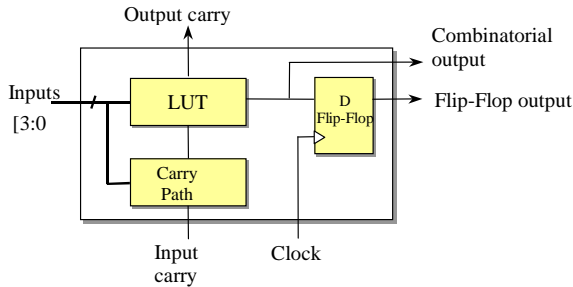 Output carry
Combinatorial
output
Inputs
[3:0
LUT
D
Flip-Flop
Flip-Flop output
Carry
Path
Input
carry
Clock